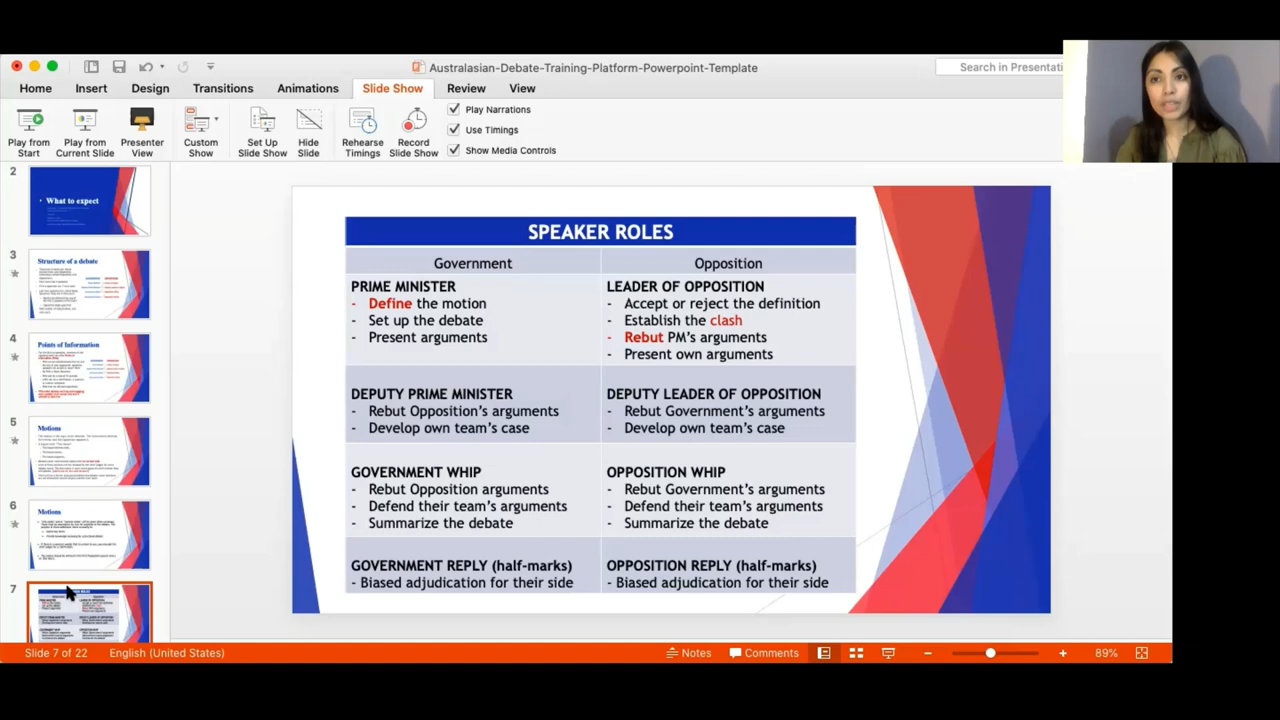 Australasian-Debate-Training-Platform-Powerpoint-Template
Search in Presentati
Home Insert Design Transitions Animations Slide Show Review View
Play from Start
Play from Current Slide
Presenter View
Custom Show
Set Up Slide Show
Hide Slide
Rehearse Timings
Record Slide Show
Play Narrations
Use Timings
Show Media Controls
2
What to expect
3
Structure of a debate
4
Points of Information
5
Motions
6
Motions
7
SPEAKER ROLES
Government Opposition
PRIME MINISTER
- Define the motion
- Set up the debate
- Present arguments
LEADER OF OPPOSITION
- Accept or reject the definition
- Establish the clash
- Rebut PM's arguments
- Present own arguments
DEPUTY PRIME MINISTER
- Rebut Opposition's arguments
- Develop own team's case
DEPUTY LEADER OF OPPOSITION
- Rebut Government's arguments
- Develop own team's case
GOVERNMENT WHIP
- Rebut Opposition arguments
- Defend their team's arguments
- Summarize the debate
OPPOSITION WHIP
- Rebut Government's arguments
- Defend their team's arguments
- Summarize the debate
GOVERNMENT REPLY (half-marks)
- Biased adjudication for their side
OPPOSITION REPLY (half-marks)
- Biased adjudication for their side
Slide 7 of 22 English (United States) Notes Comments 89%